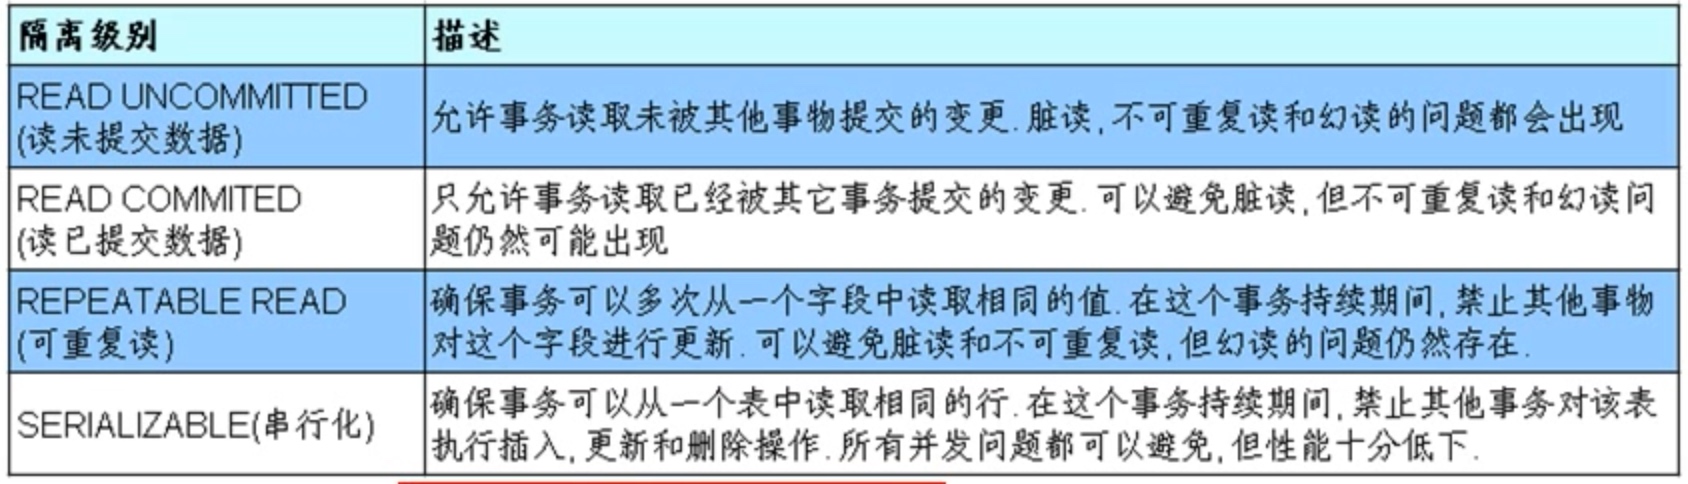 隔离级别
描述
READ UNCOMMITTED
(读未提交数据)
允许事务读取未被其他事物提交的变更.脏读,不可重复读和幻读的问题都会出现
READ COMMITED
(读已提交数据)
只允许事务读取已经被其它事务提交的变更.可以避免脏读,但不可重复读和幻读问
题仍然可能出现
REPEATABLE READ
(可重复读)
确保事务可以多次从一个字段中读取相同的值.在这个事务持续期间,禁止其他事物
对这个字段进行更新.可以避免脏读和不可重复读,但幻读的问题仍然存在.
SERIALIZABLE(串行化)
确保事务可以从一个表中读取相同的行.在这个事务持续期间,禁止其他事务对该表
执行插入,更新和删除操作.所有并发问题都可以避免,但性能十分低下.